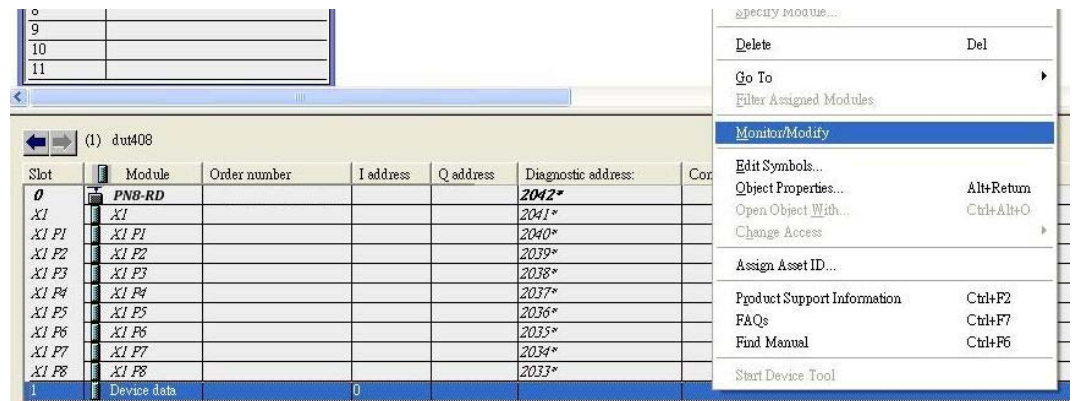 8
9
10
11
(1) dut408
Slot Module Order number I address Q address Diagnostic address:
0 PN8-RD 2042*
X1 X1 2041*
X1 P1 X1 P1 2040*
X1 P2 X1 P2 2039*
X1 P3 X1 P3 2038*
X1 P4 X1 P4 2037*
X1 P5 X1 P5 2036*
X1 P6 X1 P6 2035*
X1 P7 X1 P7 2034*
X1 P8 X1 P8 2033*
1 Device data 0
Specify Module...
Delete Del
Go To
Filter Assigned Modules
Monitor/Modify
Edit Symbols...
Object Properties... Alt+Return
Open Object With... Ctrl+Alt+O
Change Access
Assign Asset ID...
Product Support Information Ctrl+F2
FAQs Ctrl+F7
Find Manual Ctrl+F6
Start Device Tool